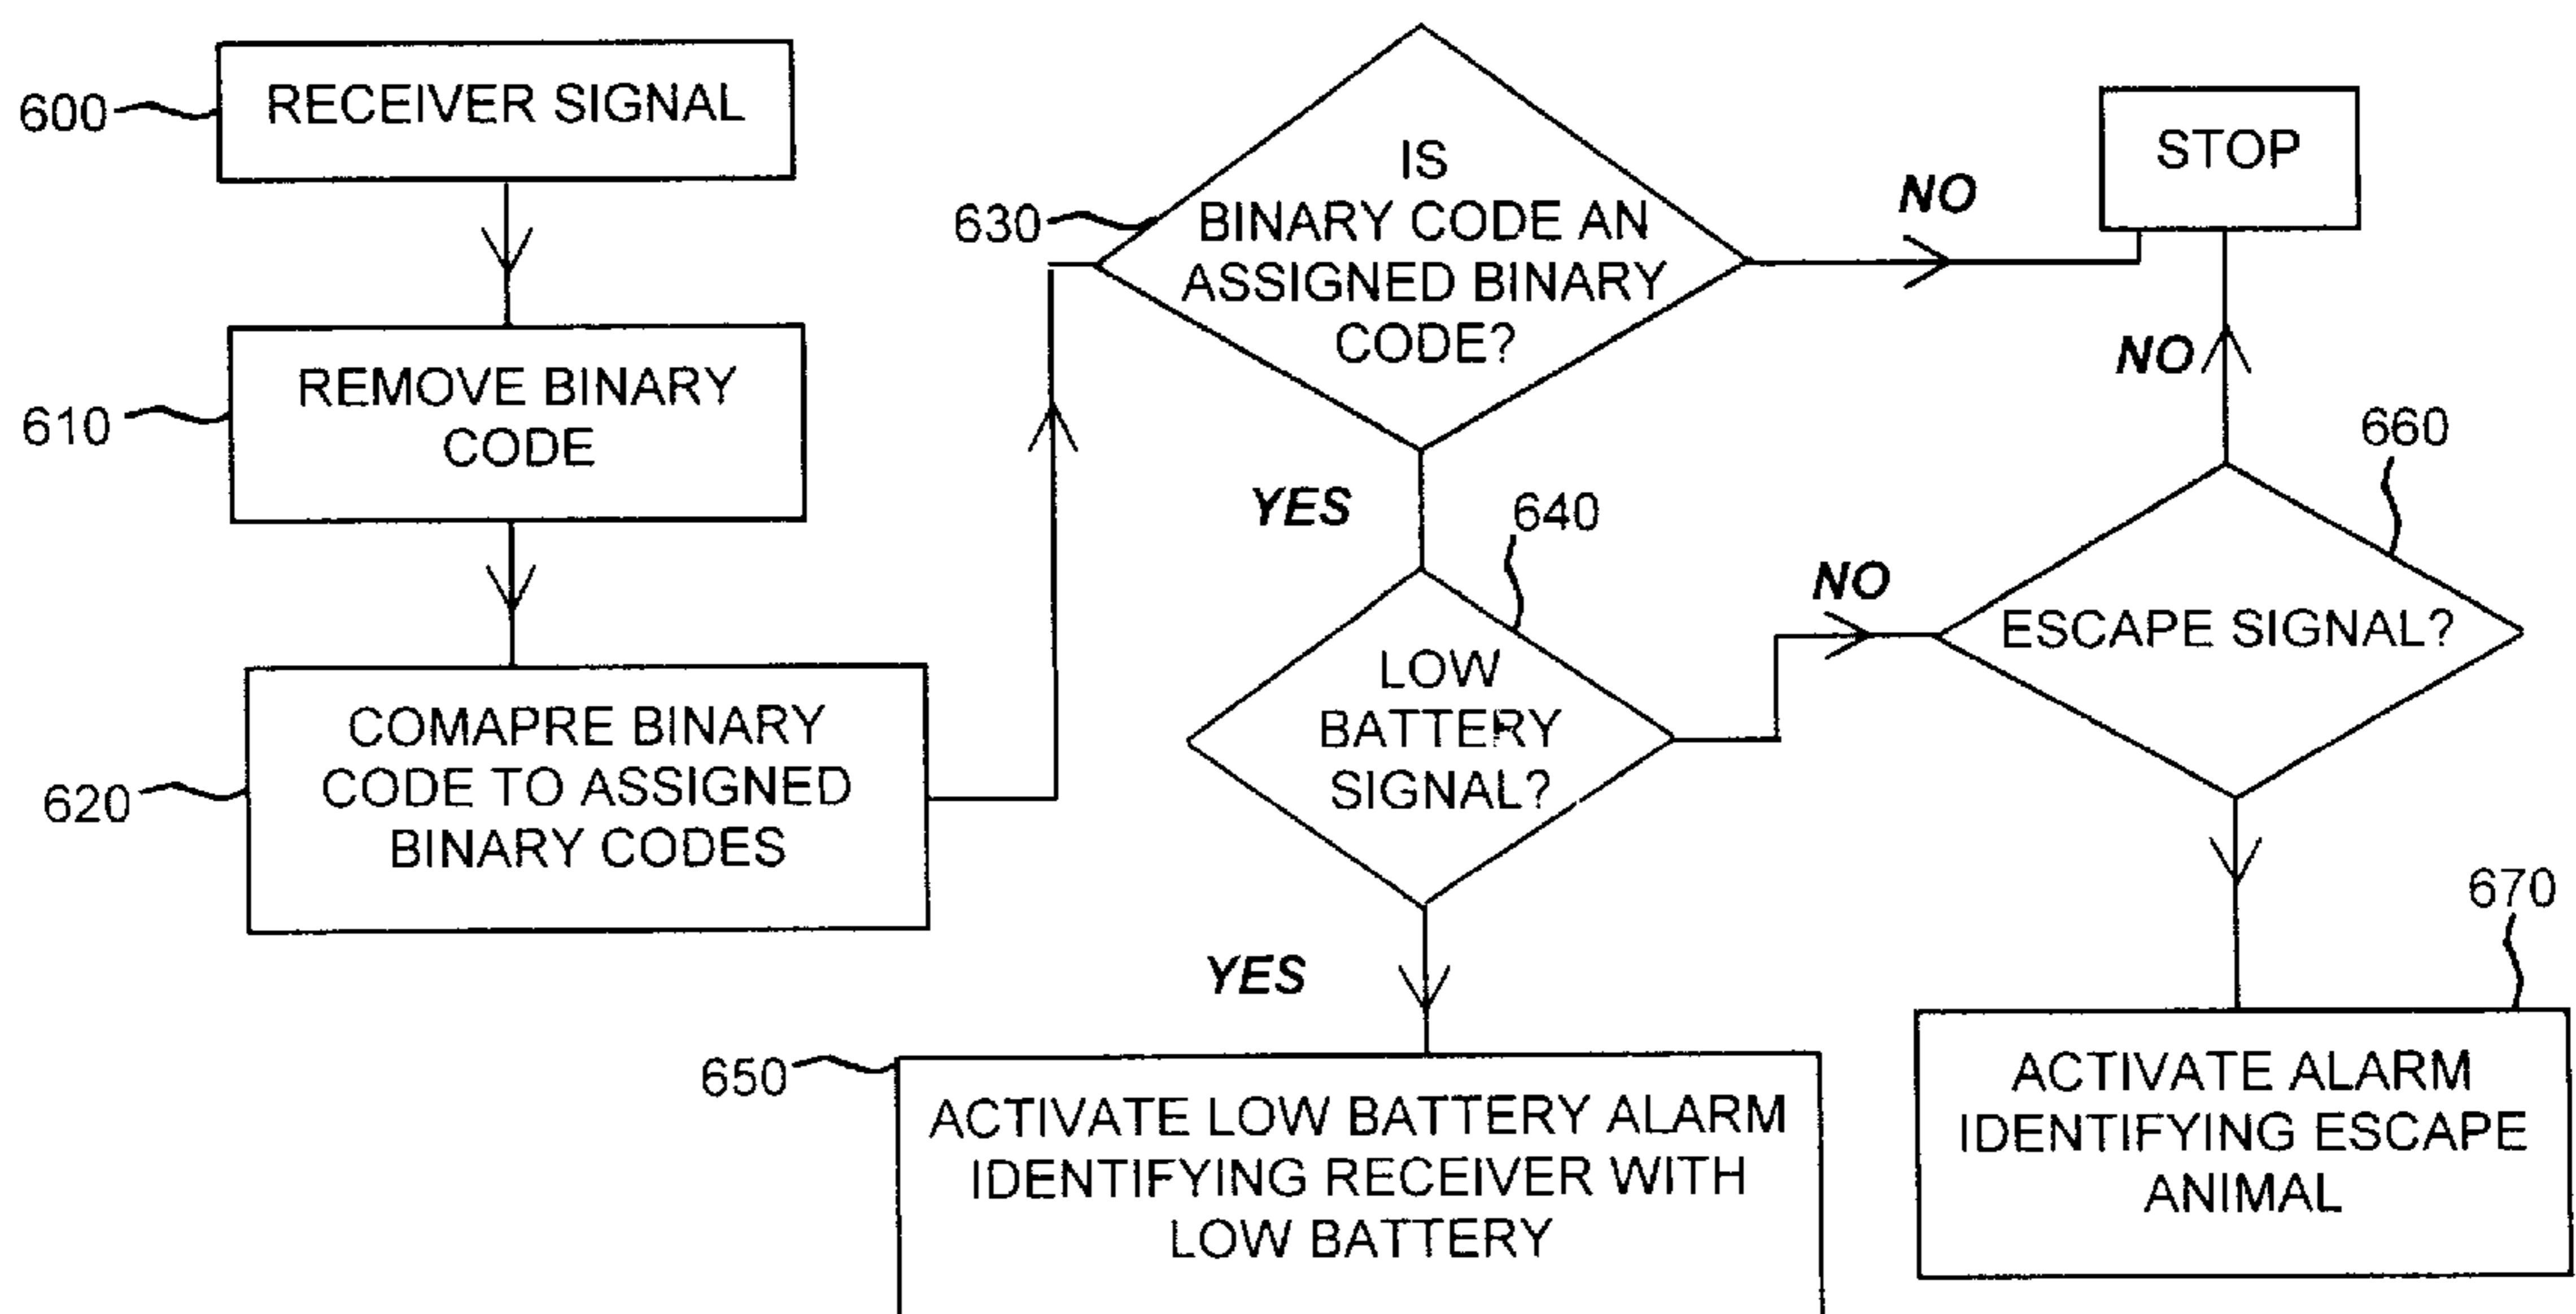 600
RECEIVER SIGNAL
610
REMOVE BINARY
CODE
620
COMAPRE BINARY
CODE TO ASSIGNED
BINARY CODES
630
IS
BINARY CODE AN
ASSIGNED BINARY
CODE?
NO
STOP
YES
640
LOW
BATTERY
SIGNAL?
NO
660
ESCAPE SIGNAL?
NO
YES
650
ACTIVATE LOW BATTERY ALARM
IDENTIFYING RECEIVER WITH
LOW BATTERY
670
ACTIVATE ALARM
IDENTIFYING ESCAPE
ANIMAL